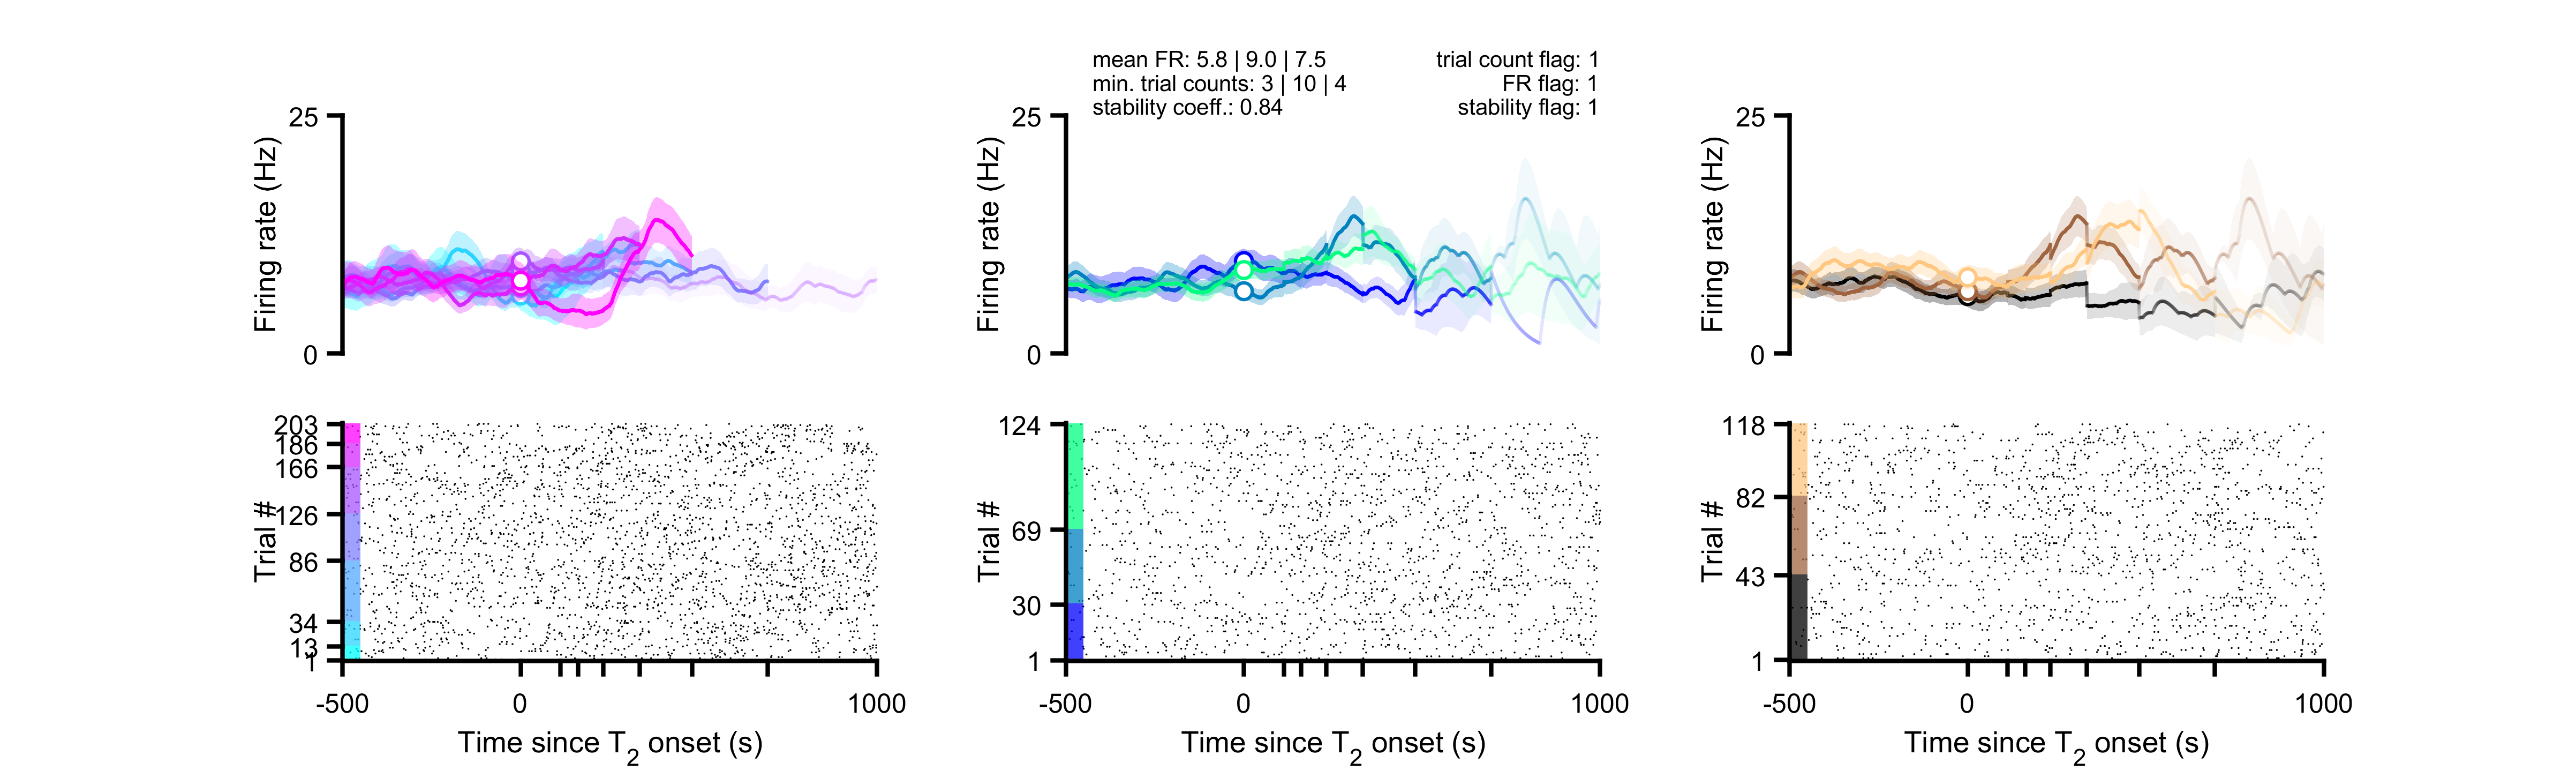 mean FR: 5.8 | 9.0 | 7.5
min. trial counts: 3 | 10 | 4
stability coeff.: 0.84
trial count flag: 1
FR flag: 1
stability flag: 1
25
Firing rate (Hz)
0
25
Firing rate (Hz)
0
25
Firing rate (Hz)
0
203
186
166
126
86
34
13
1
Trial #
-500
0
1000
Time since T2 onset (s)
124
69
30
1
Trial #
-500
0
1000
Time since T2 onset (s)
118
82
43
1
Trial #
-500
0
1000
Time since T2 onset (s)